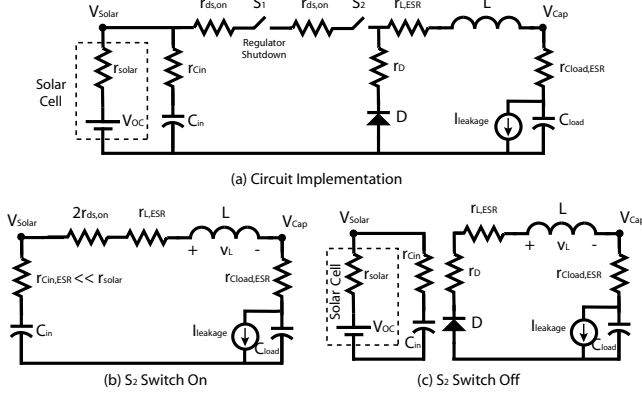 VSolar rds,on S1 rds,on S2 rL,ESR L VCap
Regulator
Shutdown
Solar
Cell
rsolar
rCin
rD
rCload,ESR
VOC
Cin
D
Ileakage
Cload
(a) Circuit Implementation
VSolar 2rds,on rL,ESR L VCap
+ vL -
rCin,ESR << rsolar
rCload,ESR
Cin
Ileakage
Cload
(b) S2 Switch On
VSolar rL,ESR L VCap
+ vL -
Solar Cell
rsolar
rCin
rD
rCload,ESR
VOC
Cin
D
Ileakage
Cload
(c) S2 Switch Off